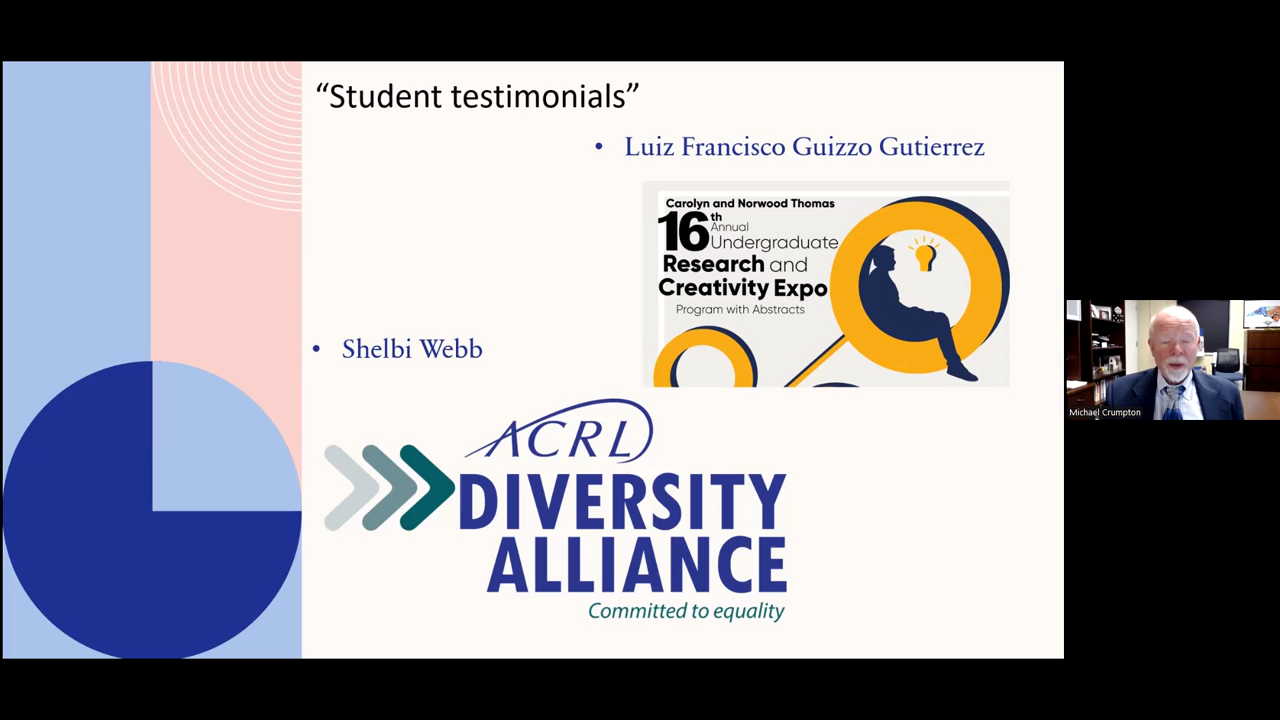 “Student testimonials”
• Luiz Francisco Guizzo Gutierrez
Carolyn and Norwood Thomas
16th Annual
Undergraduate
Research and
Creativity Expo
Program with Abstracts
• Shelbi Webb
ACRL
DIVERSITY
ALLIANCE
Committed to equality
Michael Crumpton